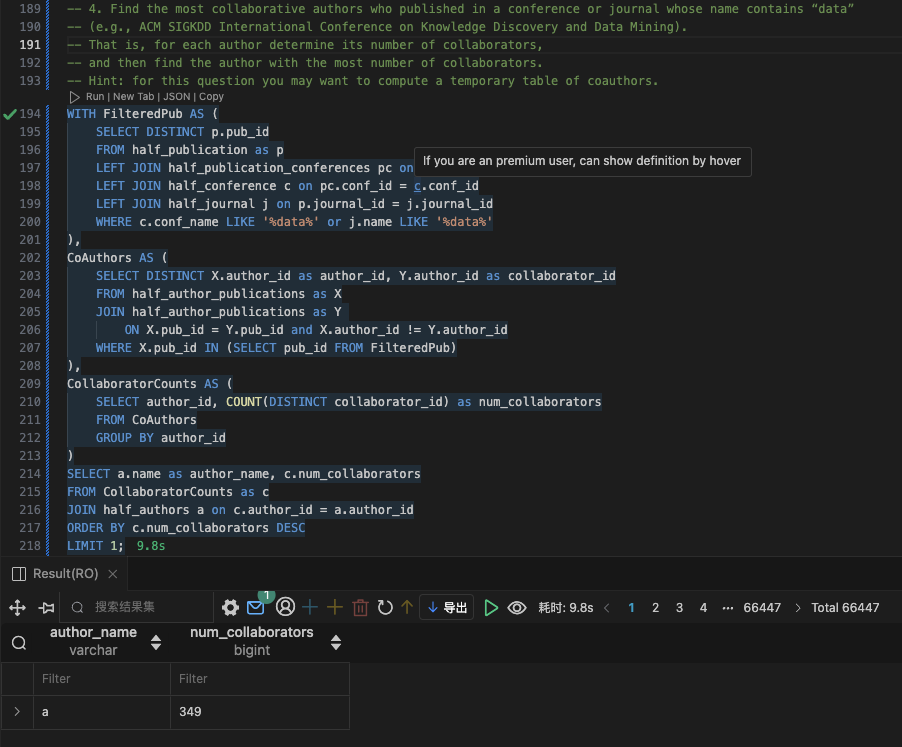 189 -- 4. Find the most collaborative authors who published in a conference or journal whose name contains “data”
190 -- (e.g., ACM SIGKDD International Conference on Knowledge Discovery and Data Mining).
191 -- That is, for each author determine its number of collaborators,
192 -- and then find the author with the most number of collaborators.
193 -- Hint: for this question you may want to compute a temporary table of coauthors.
Run | New Tab | JSON | Copy
194 WITH FilteredPub AS (
195 SELECT DISTINCT p.pub_id
196 FROM half_publication as p
197 LEFT JOIN half_publication_conferences pc on
If you are an premium user, can show definition by hover
198 LEFT JOIN half_conference c on pc.conf_id = c.conf_id
199 LEFT JOIN half_journal j on p.journal_id = j.journal_id
200 WHERE c.conf_name LIKE '%data%' or j.name LIKE '%data%'
201 ),
202 CoAuthors AS (
203 SELECT DISTINCT X.author_id as author_id, Y.author_id as collaborator_id
204 FROM half_author_publications as X
205 JOIN half_author_publications as Y
206 ON X.pub_id = Y.pub_id and X.author_id != Y.author_id
207 WHERE X.pub_id IN (SELECT pub_id FROM FilteredPub)
208 ),
209 CollaboratorCounts AS (
210 SELECT author_id, COUNT(DISTINCT collaborator_id) as num_collaborators
211 FROM CoAuthors
212 GROUP BY author_id
213 )
214 SELECT a.name as author_name, c.num_collaborators
215 FROM CollaboratorCounts as c
216 JOIN half_authors a on c.author_id = a.author_id
217 ORDER BY c.num_collaborators DESC
218 LIMIT 1; 9.8s
Result(RO)
搜索结果集 1 导出 耗时: 9.8s 1 2 3 4 ··· 66447 Total 66447
author_name num_collaborators
varchar bigint
Filter Filter
a 349